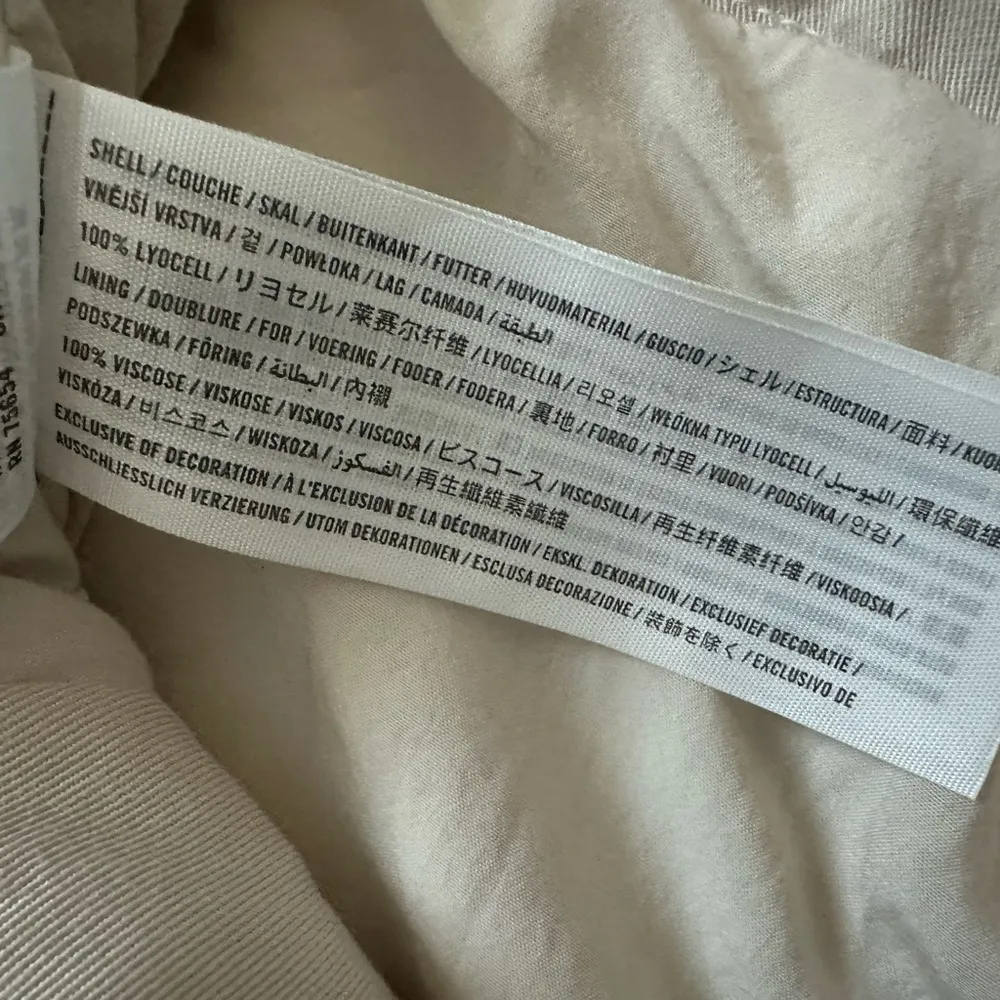 SHELL / COUCHE / SKAL / BUITENKANT / FUTTER / HUVUDMATERIAL / GUSCIO / シェル / ESTRUCTURA / 面料 / KUO
VNĚJŠÍ VRSTVA / 겉 / POWŁOKA / LAG / CAMADA / الطبقة
100% LYOCELL / リヨセル / 莱赛尔纤维 / LYOCELLIA / 리오셀 / WŁÓKNA TYPU LYOCELL / الليوسيل / 環保纖維
LINING / DOUBLURE / FOR / VOERING / FODER / FODERA / 裏地 / FORRO / 衬里 / VUORI / PODŠÍVKA / 안감 /
PODSZEWKA / FÔRING / البطانة / 內襯
100% VISCOSE / VISKOSE / VISKOS / VISCOSA / ビスコース / VISCOSILLA / 再生纤维素纤维 / VISKOOSIA /
VISKÓZA / 비스코스 / WISKOZA / الفسكوز / 再生纖維素纖維
EXCLUSIVE OF DECORATION / À L'EXCLUSION DE LA DÉCORATION / EKSKL. DEKORATION / EXCLUSIEF DECORATIE /
AUSSCHLIESSLICH VERZIERUNG / UTOM DEKORATIONEN / ESCLUSA DECORAZIONE / 装飾を除く / EXCLUSIVO DE
RN 75654